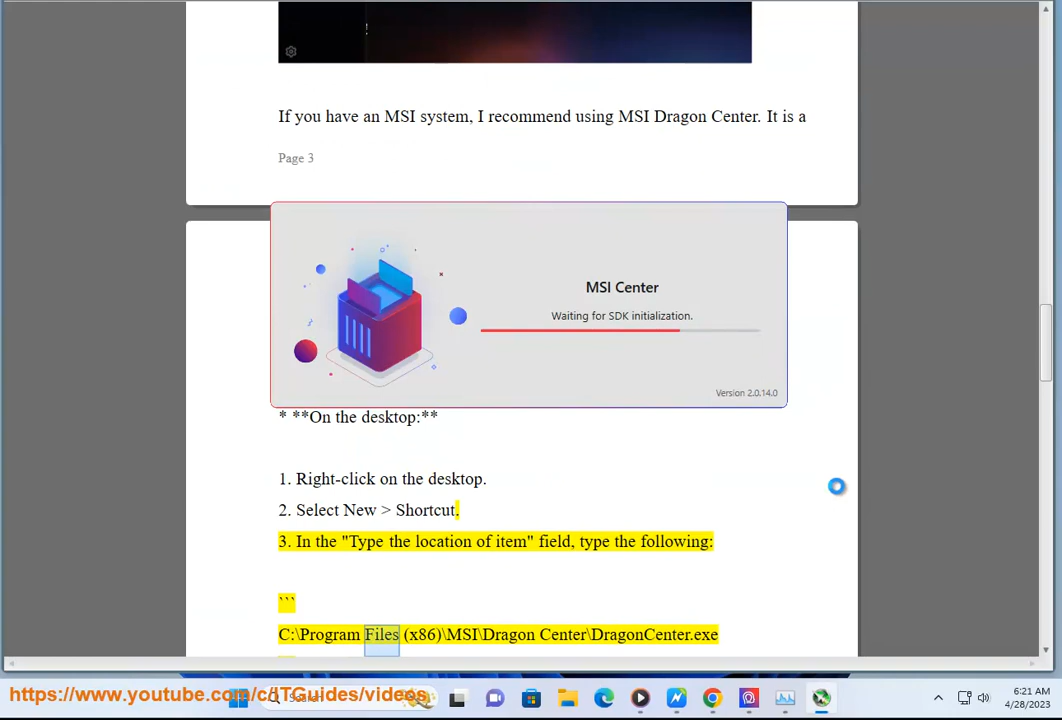 If you have an MSI system, I recommend using MSI Dragon Center. It is a
Page 3
MSI Center
Waiting for SDK initialization.
Version 2.0.14.0
* **On the desktop:**
1. Right-click on the desktop.
2. Select New > Shortcut.
3. In the "Type the location of item" field, type the following:
```
C:\Program Files (x86)\MSI\Dragon Center\DragonCenter.exe
https://www.youtube.com/c/ITGuides/videos
Search
6:21 AM
4/28/2023